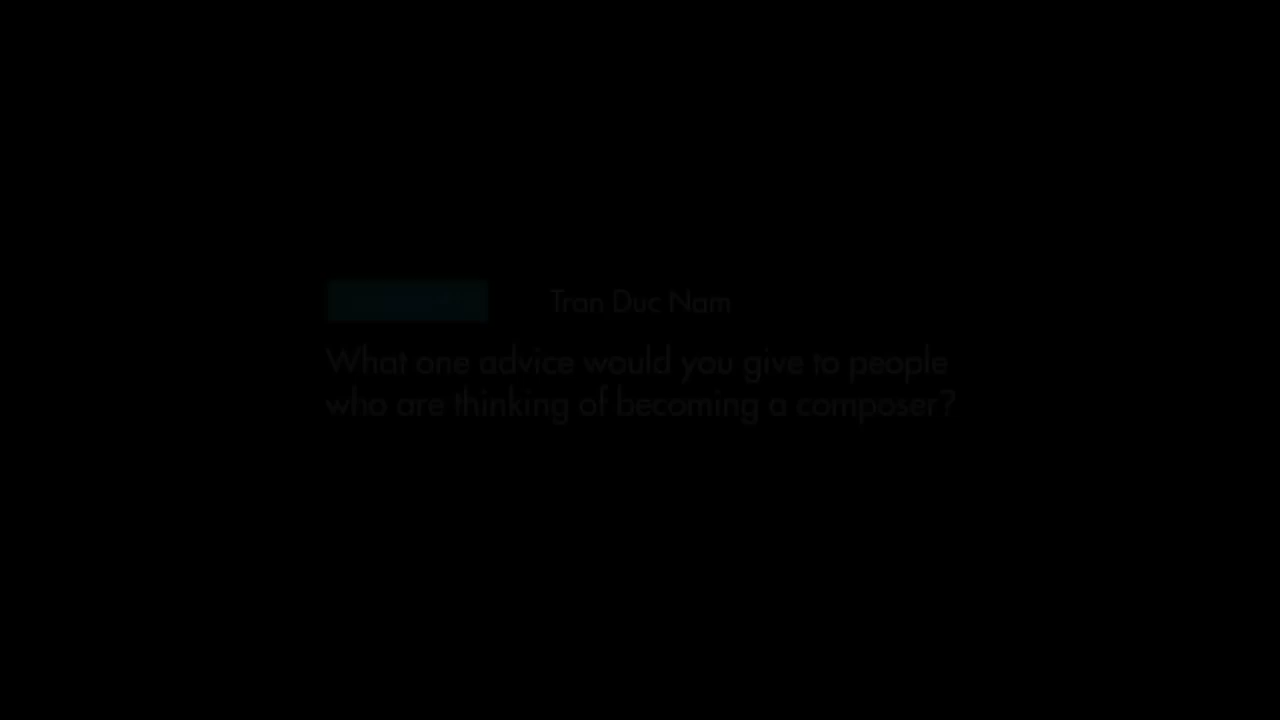 Tran Duc Nam
What one advice would you give to people
who are thinking of becoming a composer?